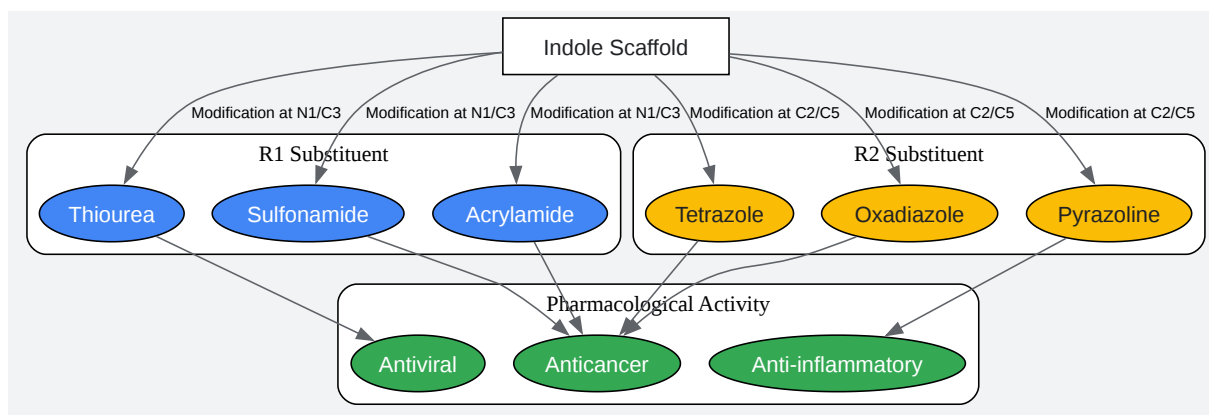 Indole Scaffold
Modification at N1/C3
Modification at N1/C3
Modification at N1/C3
Modification at C2/C5
Modification at C2/C5
Modification at C2/C5
R1 Substituent
R2 Substituent
Thiourea
Sulfonamide
Acrylamide
Tetrazole
Oxadiazole
Pyrazoline
Pharmacological Activity
Antiviral
Anticancer
Anti-inflammatory